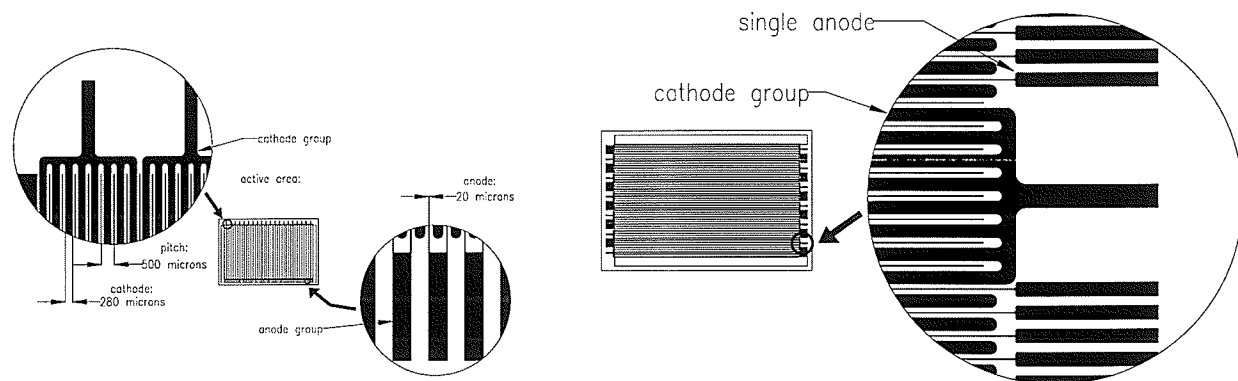 single anode
cathode group
cathode group
active area:
anode:
20 microns
pitch:
500 microns
cathode:
280 microns
anode group